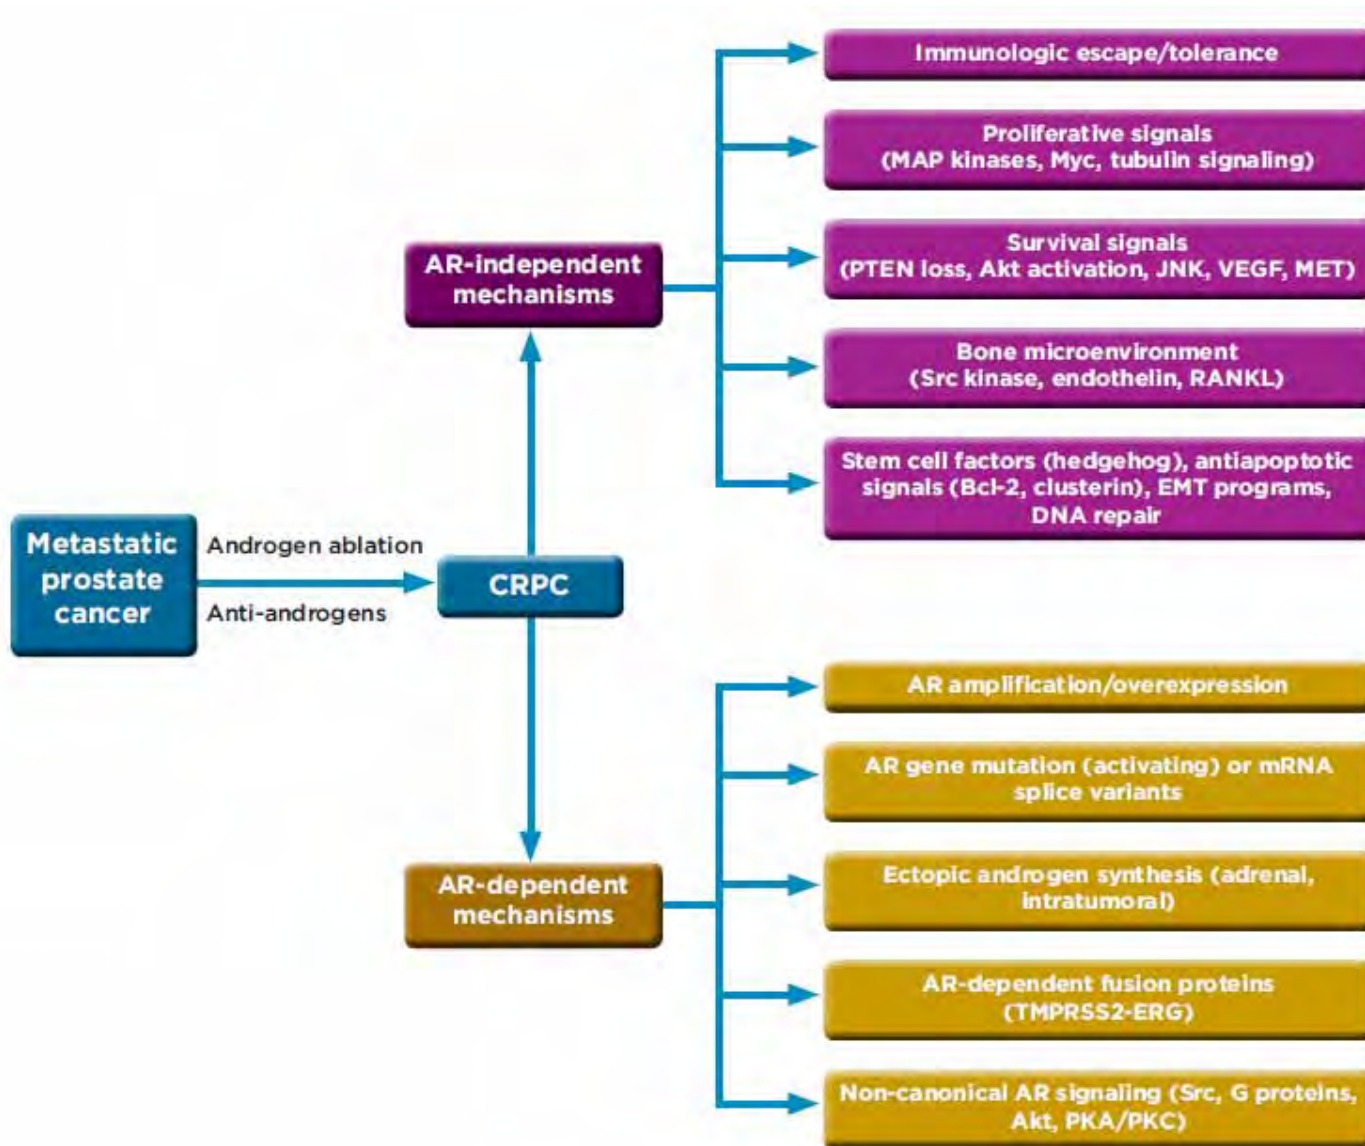 Immunologic escape/tolerance
Proliferative signals
(MAP kinases, Myc, tubulin signaling)
Survival signals
(PTEN loss, Akt activation, JNK, VEGF, MET)
AR-independent
mechanisms
Bone microenvironment
(Src kinase, endothelin, RANKL)
Stem cell factors (hedgehog), antiapoptotic
signals (Bcl-2, clusterin), EMT programs,
DNA repair
Metastatic
prostate
cancer
Androgen ablation
Anti-androgens
CRPC
AR amplification/overexpression
AR gene mutation (activating) or mRNA
splice variants
AR-dependent
mechanisms
Ectopic androgen synthesis (adrenal,
intratumoral)
AR-dependent fusion proteins
(TMPRSS2-ERG)
Non-canonical AR signaling (Src, G proteins,
Akt, PKA/PKC)